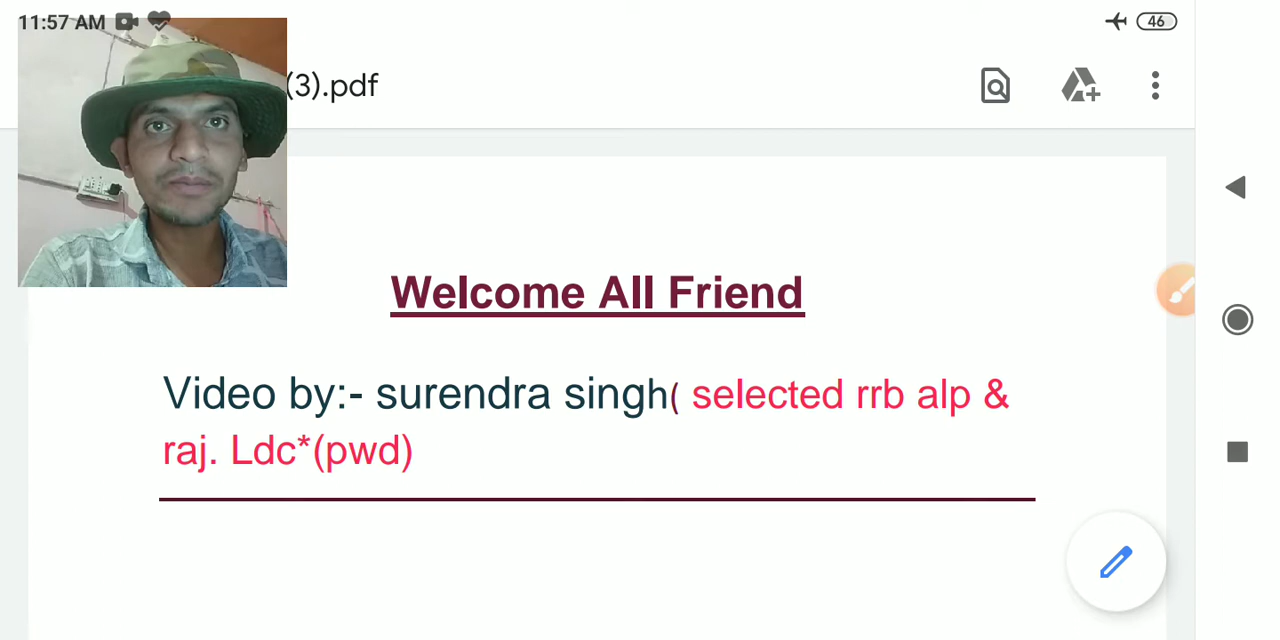 11:57 AM
46
(3).pdf
Welcome All Friend
Video by:- surendra singh( selected rrb alp &
raj. Ldc*(pwd)